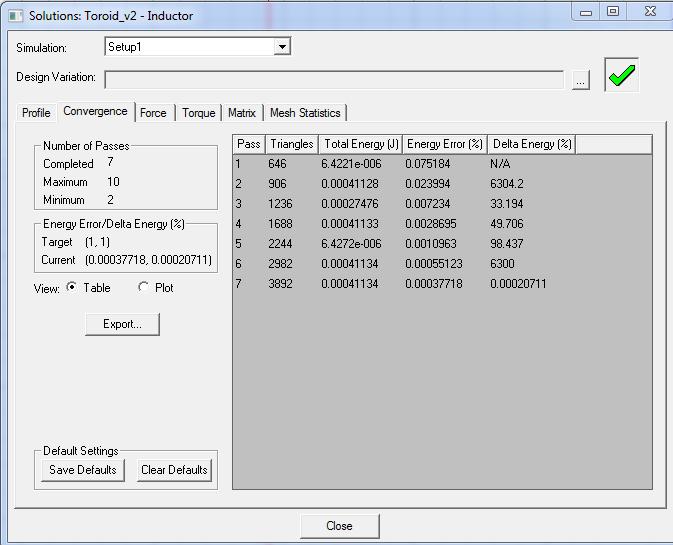 Solutions: Toroid_v2 - Inductor
Simulation: Setup1
Design Variation: ...
Profile Convergence Force Torque Matrix Mesh Statistics
Number of Passes
Completed 7
Maximum 10
Minimum 2
Energy Error/Delta Energy (%)
Target (1, 1)
Current (0.00037718, 0.00020711)
View: Table Plot
Export...
Default Settings
Save Defaults Clear Defaults
Pass Triangles Total Energy (J) Energy Error (%) Delta Energy (%)
1 646 6.4221e-006 0.075184 N/A
2 906 0.00041128 0.023994 6304.2
3 1236 0.00027476 0.007234 33.194
4 1688 0.00041133 0.0028695 49.706
5 2244 6.4272e-006 0.0010963 98.437
6 2982 0.00041134 0.00055123 6300
7 3892 0.00041134 0.00037718 0.00020711
Close